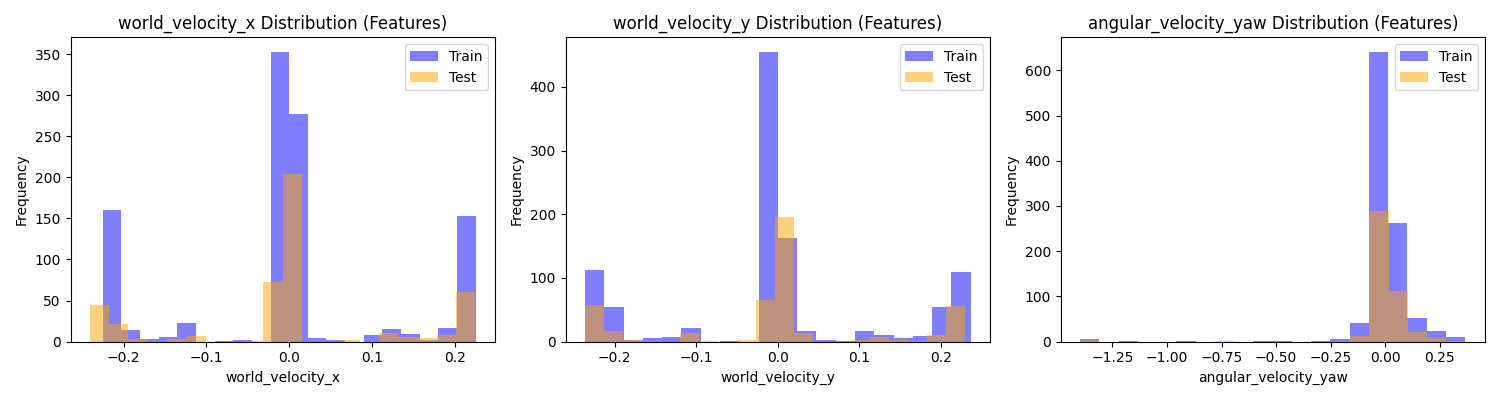 world_velocity_x Distribution (Features)
Train
Test
Frequency
350
300
250
200
150
100
50
0
−0.2
−0.1
0.0
0.1
0.2
world_velocity_x
world_velocity_y Distribution (Features)
Train
Test
Frequency
400
300
200
100
0
−0.2
−0.1
0.0
0.1
0.2
world_velocity_y
angular_velocity_yaw Distribution (Features)
Train
Test
Frequency
600
500
400
300
200
100
0
−1.25
−1.00
−0.75
−0.50
−0.25
0.00
0.25
angular_velocity_yaw